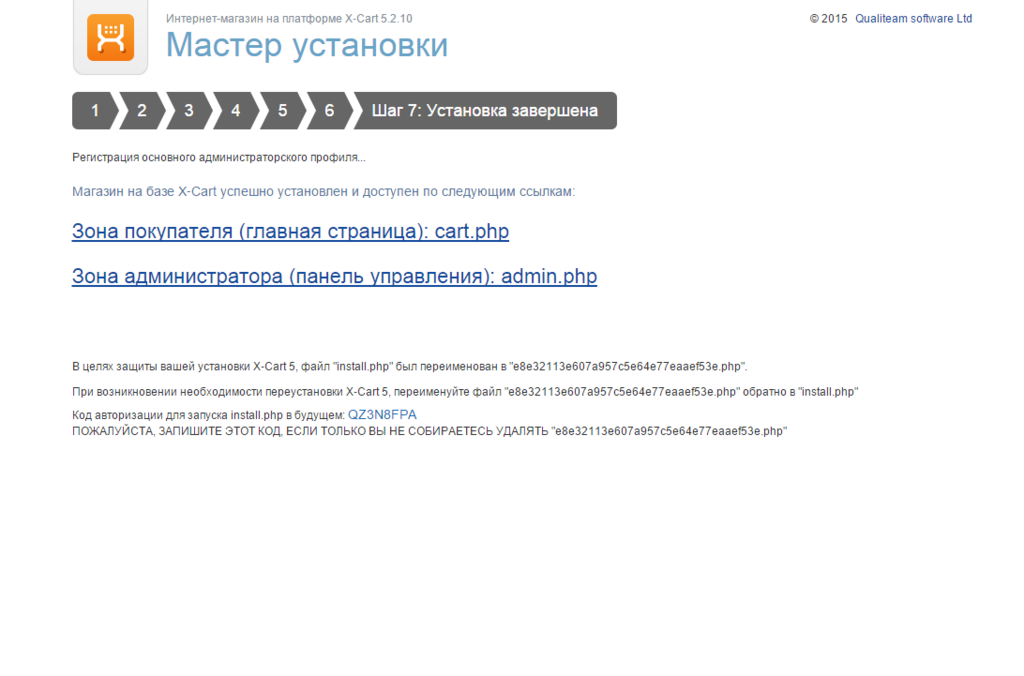 Интернет-магазин на платформе X-Cart 5.2.10
© 2015 Qualiteam software Ltd
Мастер установки
1 2 3 4 5 6 Шаг 7: Установка завершена
Регистрация основного администраторского профиля...
Магазин на базе X-Cart успешно установлен и доступен по следующим ссылкам:
Зона покупателя (главная страница): cart.php
Зона администратора (панель управления): admin.php
В целях защиты вашей установки X-Cart 5, файл "install.php" был переименован в "e8e32113e607a957c5e64e77eaaef53e.php".
При возникновении необходимости переустановки X-Cart 5, переименуйте файл "e8e32113e607a957c5e64e77eaaef53e.php" обратно в "install.php"
Код авторизации для запуска install.php в будущем: QZ3N8FPA
ПОЖАЛУЙСТА, ЗАПИШИТЕ ЭТОТ КОД, ЕСЛИ ТОЛЬКО ВЫ НЕ СОБИРАЕТЕСЬ УДАЛЯТЬ "e8e32113e607a957c5e64e77eaaef53e.php"